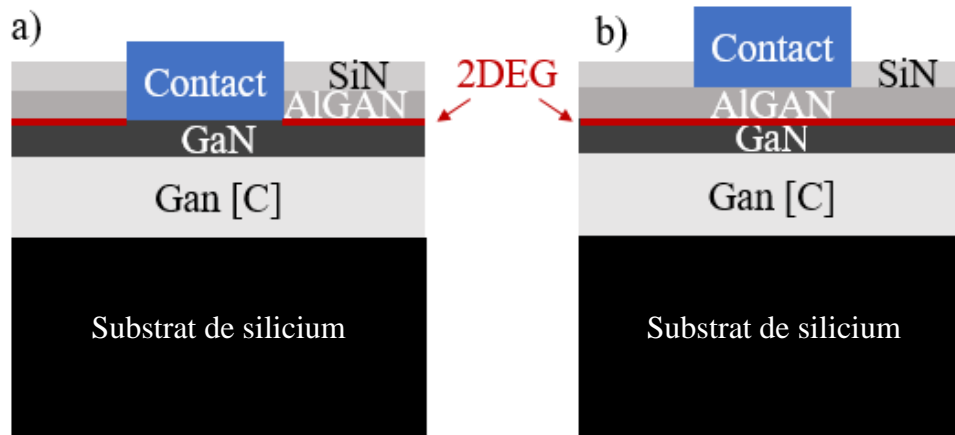 a)
Contact
SiN
AlGAN
GaN
Gan [C]
Substrat de silicium
2DEG
b)
Contact
SiN
AlGAN
GaN
Gan [C]
Substrat de silicium